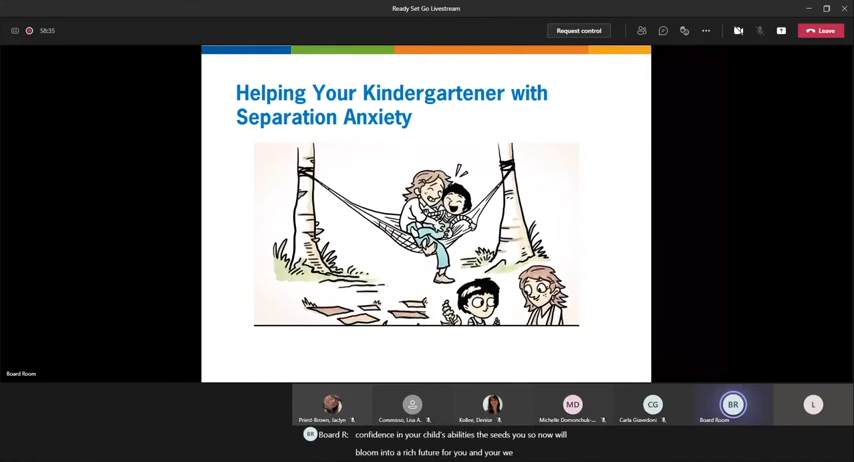 Ready Set Go Livestream
58:35
Request control
Leave
Helping Your Kindergartener with
Separation Anxiety
Board Room
Priest-Brown, Jaclyn
Commisso, Lisa A.
Kollee, Denise
MD
Michelle Domonchuk-...
CG
Carla Giavedoni
BR
Board Room
L
BR
Board R: confidence in your child's abilities the seeds you so now will
bloom into a rich future for you and your we